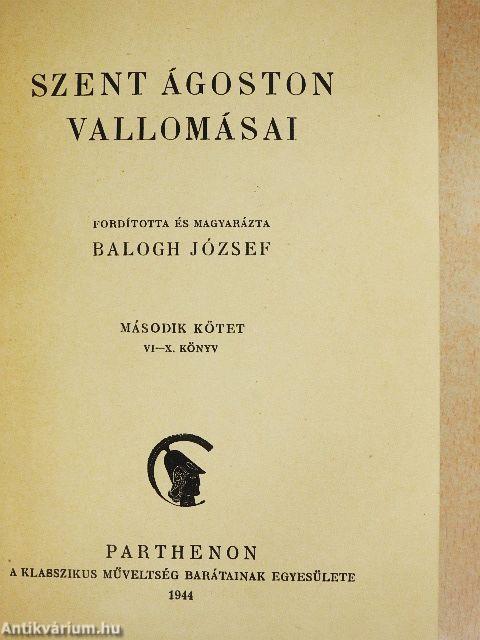 SZENT ÁGOSTON
VALLOMÁSAI
FORDÍTOTTA ÉS MAGYARÁZTA
BALOGH JÓZSEF
MÁSODIK KÖTET
VI—X. KÖNYV
PARTHENON
A KLASSZIKUS MŰVELTSÉG BARÁTAINAK EGYESÜLETE
1944
Antikvárium.hu